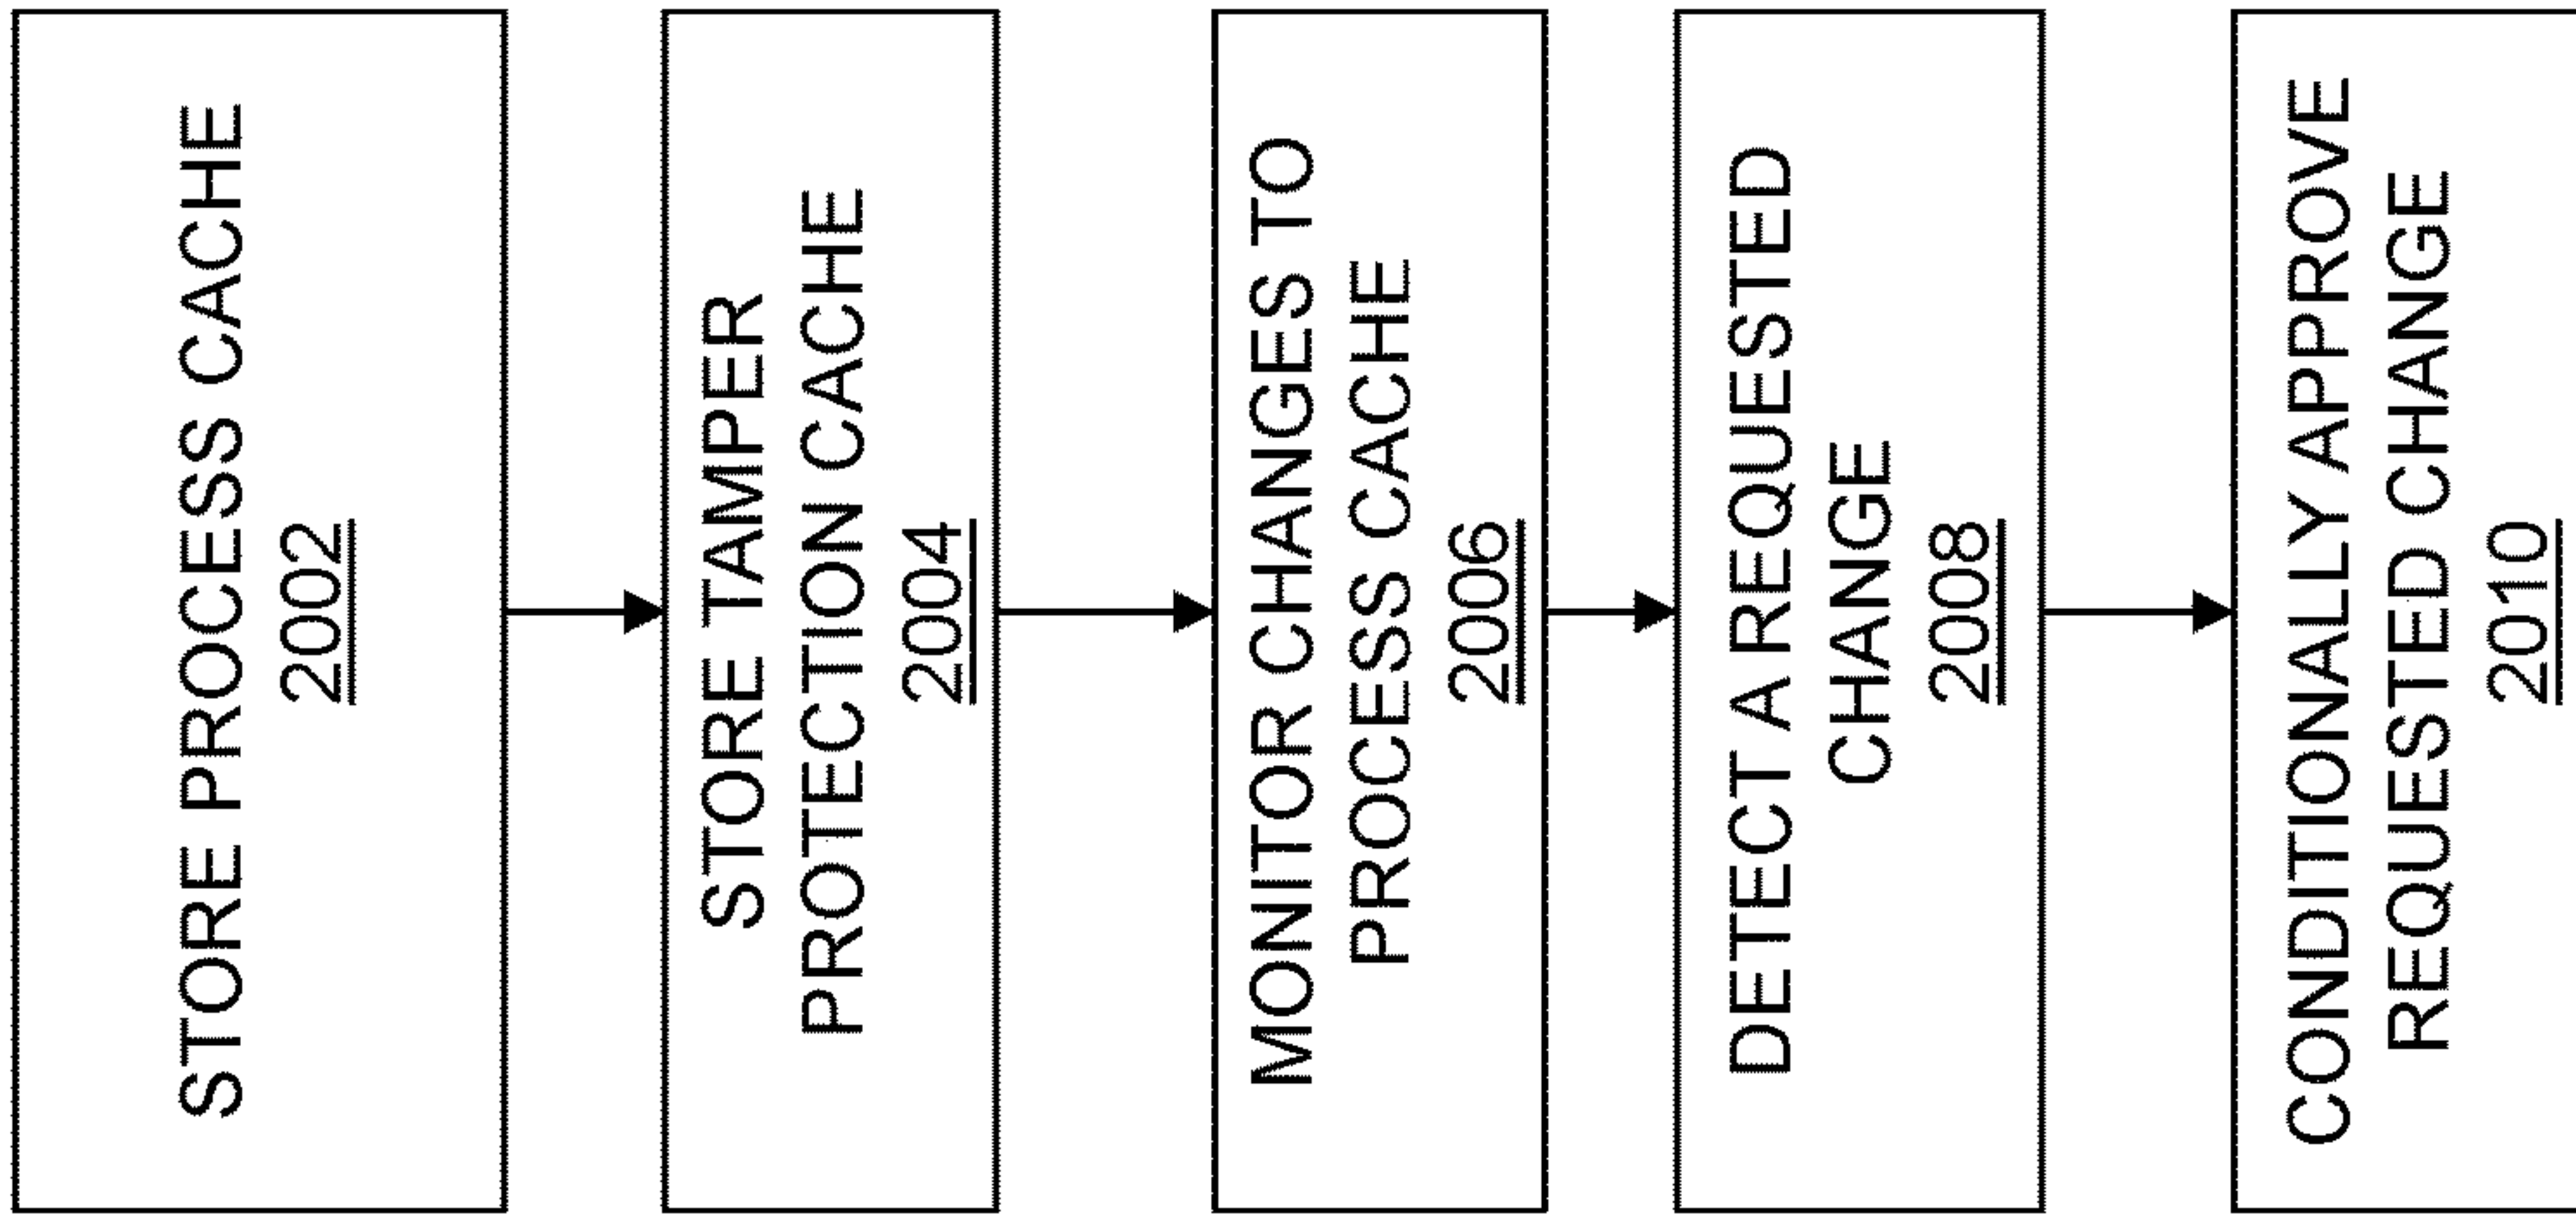 STORE PROCESS CACHE
2002
STORE TAMPER
PROTECTION CACHE
2004
MONITOR CHANGES TO
PROCESS CACHE
2006
DETECT A REQUESTED
CHANGE
2008
CONDITIONALLY APPROVE
REQUESTED CHANGE
2010